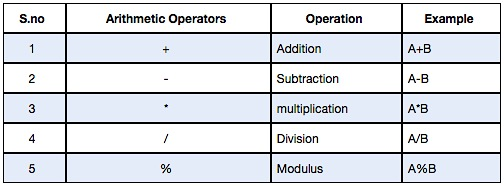 S.no Arithmetic Operators Operation Example
1 + Addition A+B
2 - Subtraction A-B
3 * multiplication A*B
4 / Division A/B
5 % Modulus A%B